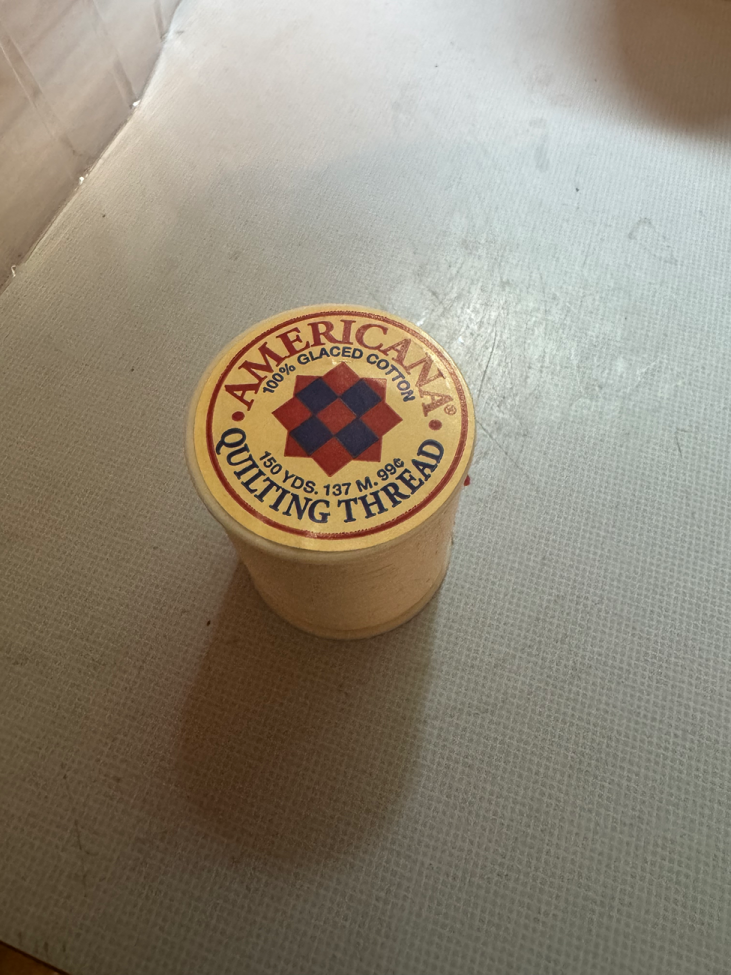 AMERICANA®
100% GLACED COTTON
150 YDS. 137 M. 99¢
QUILTING THREAD